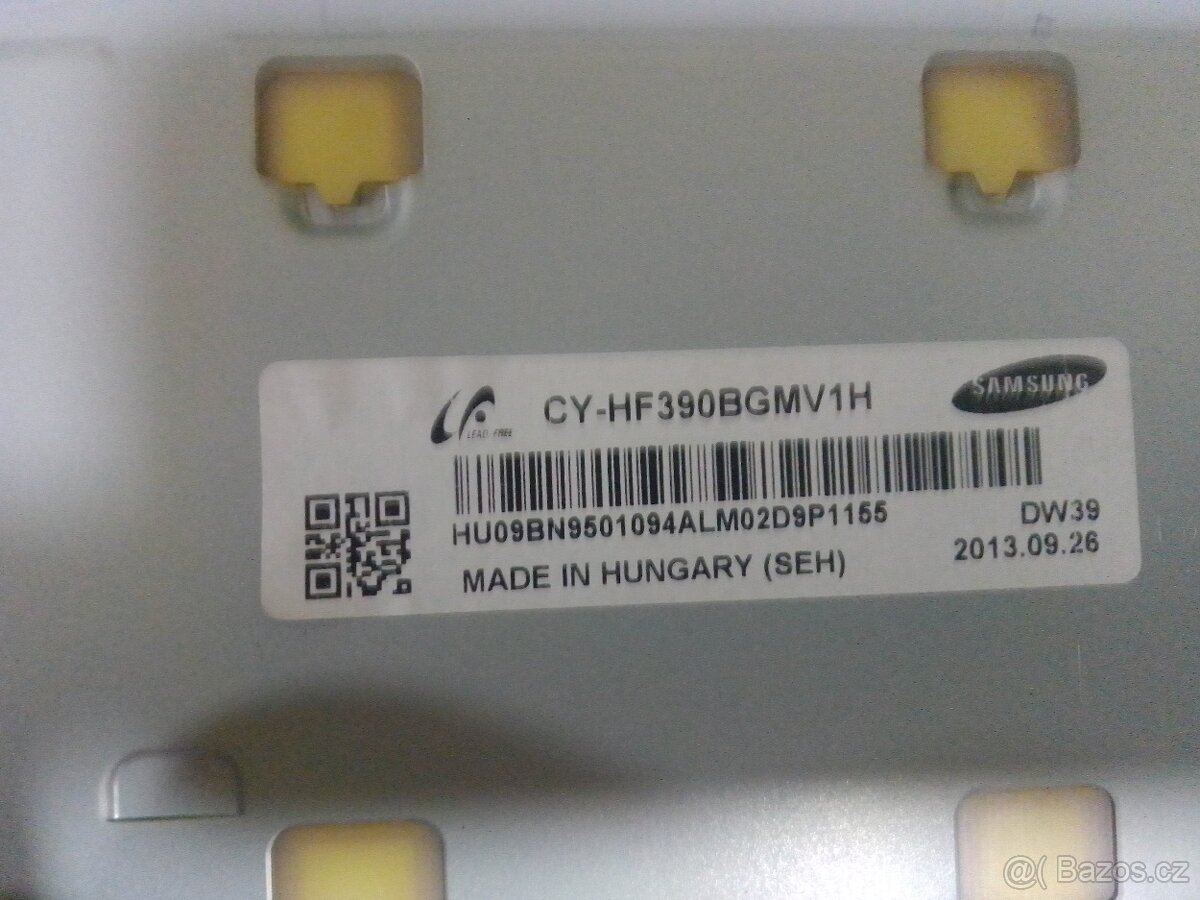 LEAD FREE
CY-HF390BGMV1H
SAMSUNG
HU09BN9501094ALM02D9P1155
DW39
MADE IN HUNGARY (SEH)
2013.09.26
@( Bazos.cz